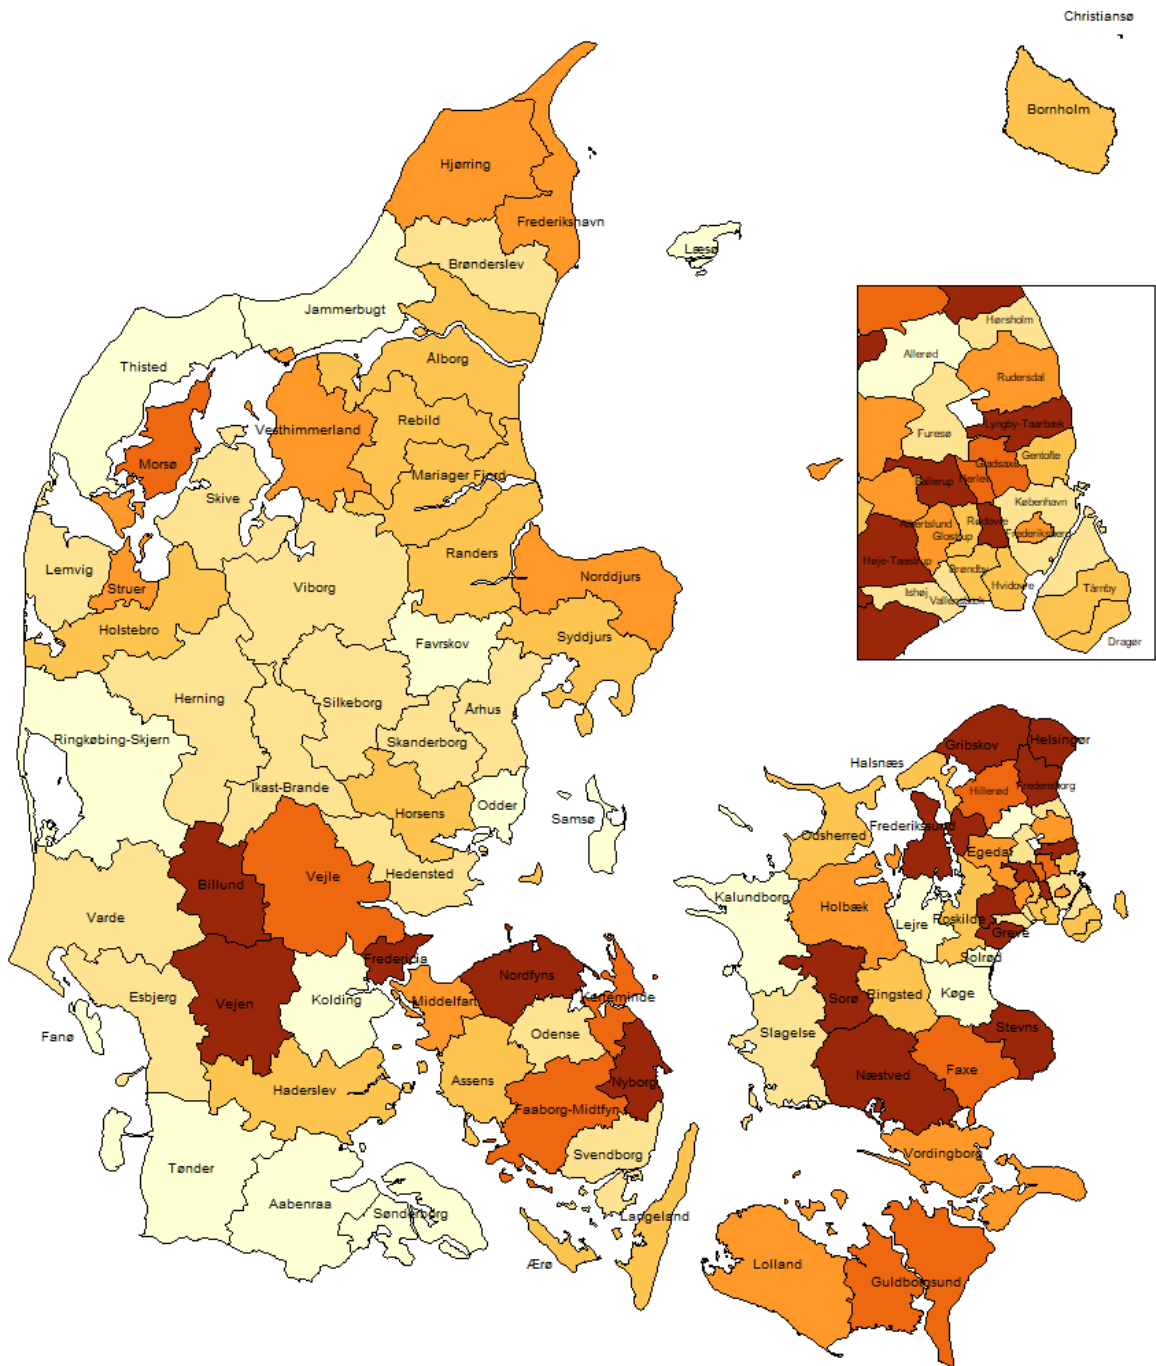 Christiansø
Bornholm
Hjørring
Frederikshavn
Læsø
Brønderslev
Jammerbugt
Thisted
Ålborg
Vesthimmerland
Rebild
Morsø
Mariager Fjord
Skive
Randers
Norddjurs
Lemvig
Struer
Viborg
Holstebro
Favrskov
Syddjurs
Herning
Silkeborg
Århus
Ringkøbing-Skjern
Skanderborg
Ikast-Brande
Horsens
Odder
Samsø
Hedensted
Billund
Vejle
Varde
Fredericia
Esbjerg
Vejen
Kolding
Fanø
Haderslev
Tønder
Aabenraa
Sønderborg
Middelfart
Nordfyns
Kerteminde
Odense
Assens
Nyborg
Faaborg-Midtfyn
Svendborg
Langeland
Ærø
Hørsholm
Allerød
Rudersdal
Lyngby-Taarbæk
Furesø
Gentofte
Gladsaxe
Ballerup
Herlev
København
Albertslund
Rødovre
Glostrup
Frederiksberg
Høje-Taastrup
Brøndby
Ishøj
Hvidovre
Vallensbæk
Tårnby
Dragør
Gribskov
Helsingør
Halsnæs
Hillerød
Fredensborg
Odsherred
Frederikssund
Egedal
Kalundborg
Holbæk
Lejre
Roskilde
Greve
Solrød
Sorø
Ringsted
Køge
Slagelse
Stevns
Næstved
Faxe
Vordingborg
Lolland
Guldborgsund